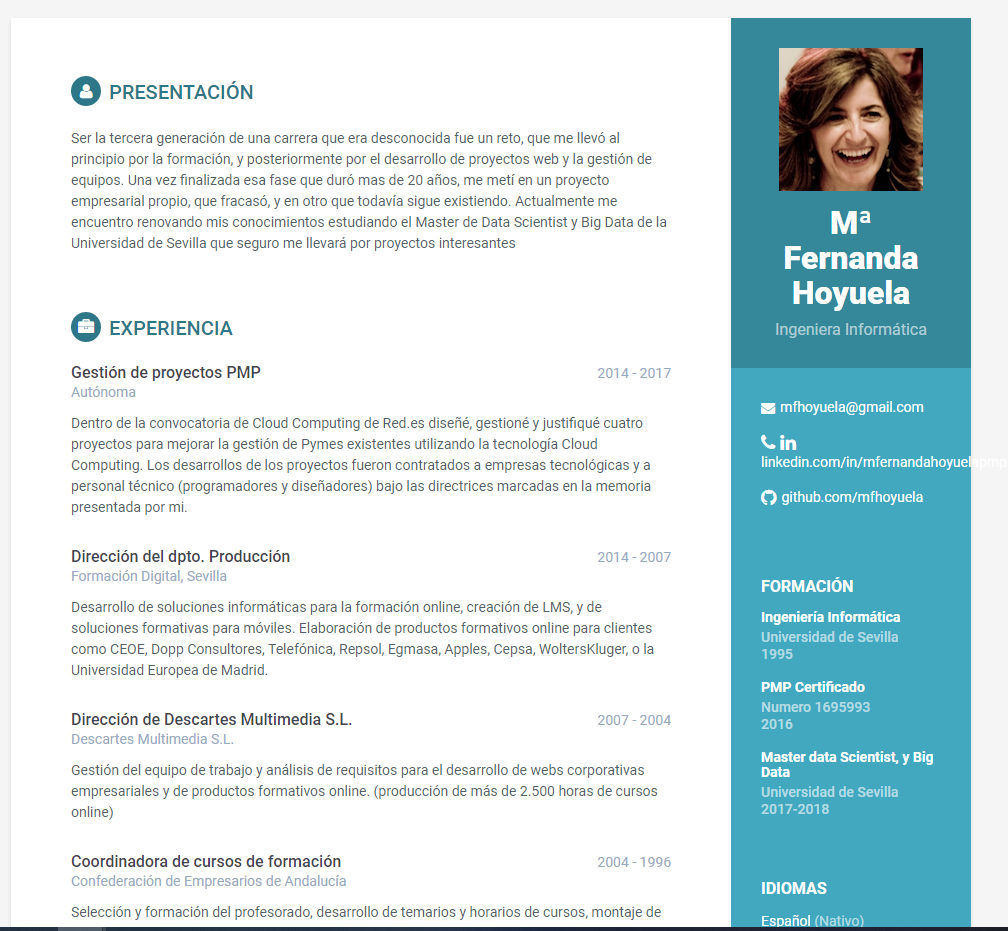 PRESENTACIÓN
Ser la tercera generación de una carrera que era desconocida fue un reto, que me llevó al
principio por la formación, y posteriormente por el desarrollo de proyectos web y la gestión de
equipos. Una vez finalizada esa fase que duró mas de 20 años, me metí en un proyecto
empresarial propio, que fracasó, y en otro que todavía sigue existiendo. Actualmente me
encuentro renovando mis conocimientos estudiando el Master de Data Scientist y Big Data de la
Universidad de Sevilla que seguro me llevará por proyectos interesantes
EXPERIENCIA
Gestión de proyectos PMP
2014 - 2017
Autónoma
Dentro de la convocatoria de Cloud Computing de Red.es diseñé, gestioné y justifiqué cuatro
proyectos para mejorar la gestión de Pymes existentes utilizando la tecnología Cloud
Computing. Los desarrollos de los proyectos fueron contratados a empresas tecnológicas y a
personal técnico (programadores y diseñadores) bajo las directrices marcadas en la memoria
presentada por mi.
Dirección del dpto. Producción
2014 - 2007
Formación Digital, Sevilla
Desarrollo de soluciones informáticas para la formación online, creación de LMS, y de
soluciones formativas para móviles. Elaboración de productos formativos online para clientes
como CEOE, Dopp Consultores, Telefónica, Repsol, Egmasa, Apples, Cepsa, WoltersKluger, o la
Universidad Europea de Madrid.
Dirección de Descartes Multimedia S.L.
2007 - 2004
Descartes Multimedia S.L.
Gestión del equipo de trabajo y análisis de requisitos para el desarrollo de webs corporativas
empresariales y de productos formativos online. (producción de más de 2.500 horas de cursos
online)
Coordinadora de cursos de formación
2004 - 1996
Confederación de Empresarios de Andalucía
Selección y formación del profesorado, desarrollo de temarios y horarios de cursos, montaje de
Mª
Fernanda
Hoyuela
Ingeniera Informática
mfhoyuela@gmail.com
in
linkedin.com/in/mfernandahoyuelapmp
github.com/mfhoyuela
FORMACIÓN
Ingeniería Informática
Universidad de Sevilla
1995
PMP Certificado
Numero 1695993
2016
Master data Scientist, y Big
Data
Universidad de Sevilla
2017-2018
IDIOMAS
Español (Nativo)